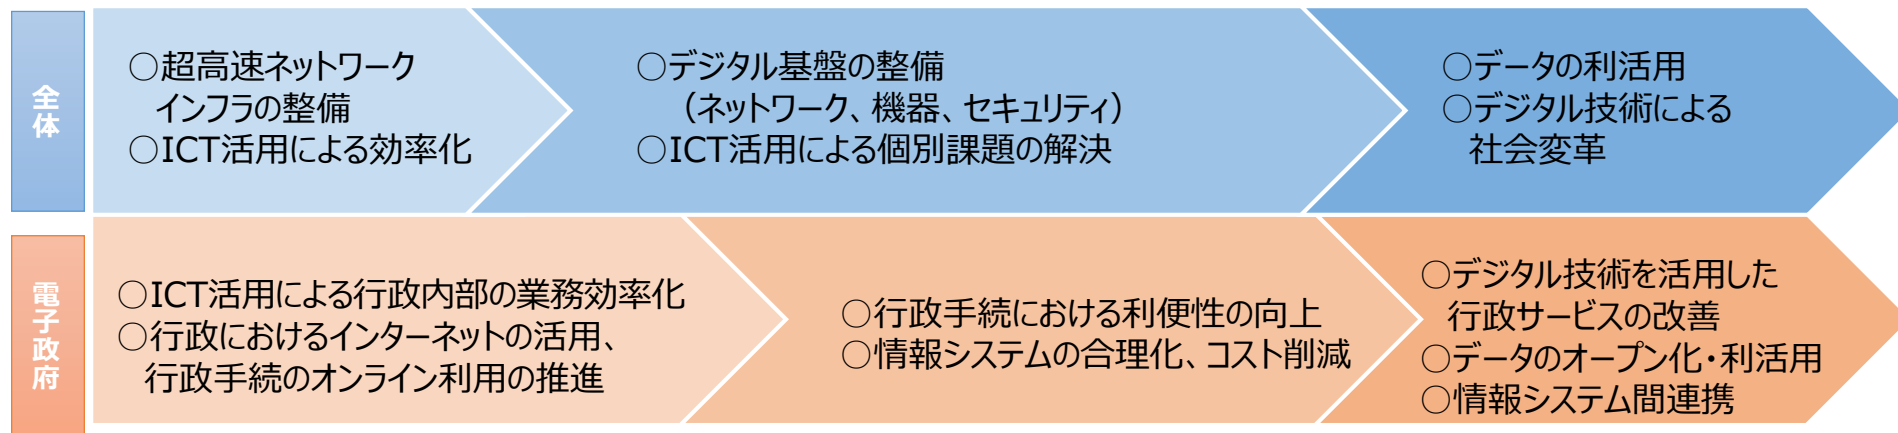 全体
○超高速ネットワーク
インフラの整備
○ICT活用による効率化
○デジタル基盤の整備
（ネットワーク、機器、セキュリティ）
○ICT活用による個別課題の解決
○データの利活用
○デジタル技術による
社会変革
電子政府
○ICT活用による行政内部の業務効率化
○行政におけるインターネットの活用、
行政手続のオンライン利用の推進
○行政手続における利便性の向上
○情報システムの合理化、コスト削減
○デジタル技術を活用した
行政サービスの改善
○データのオープン化・利活用
○情報システム間連携